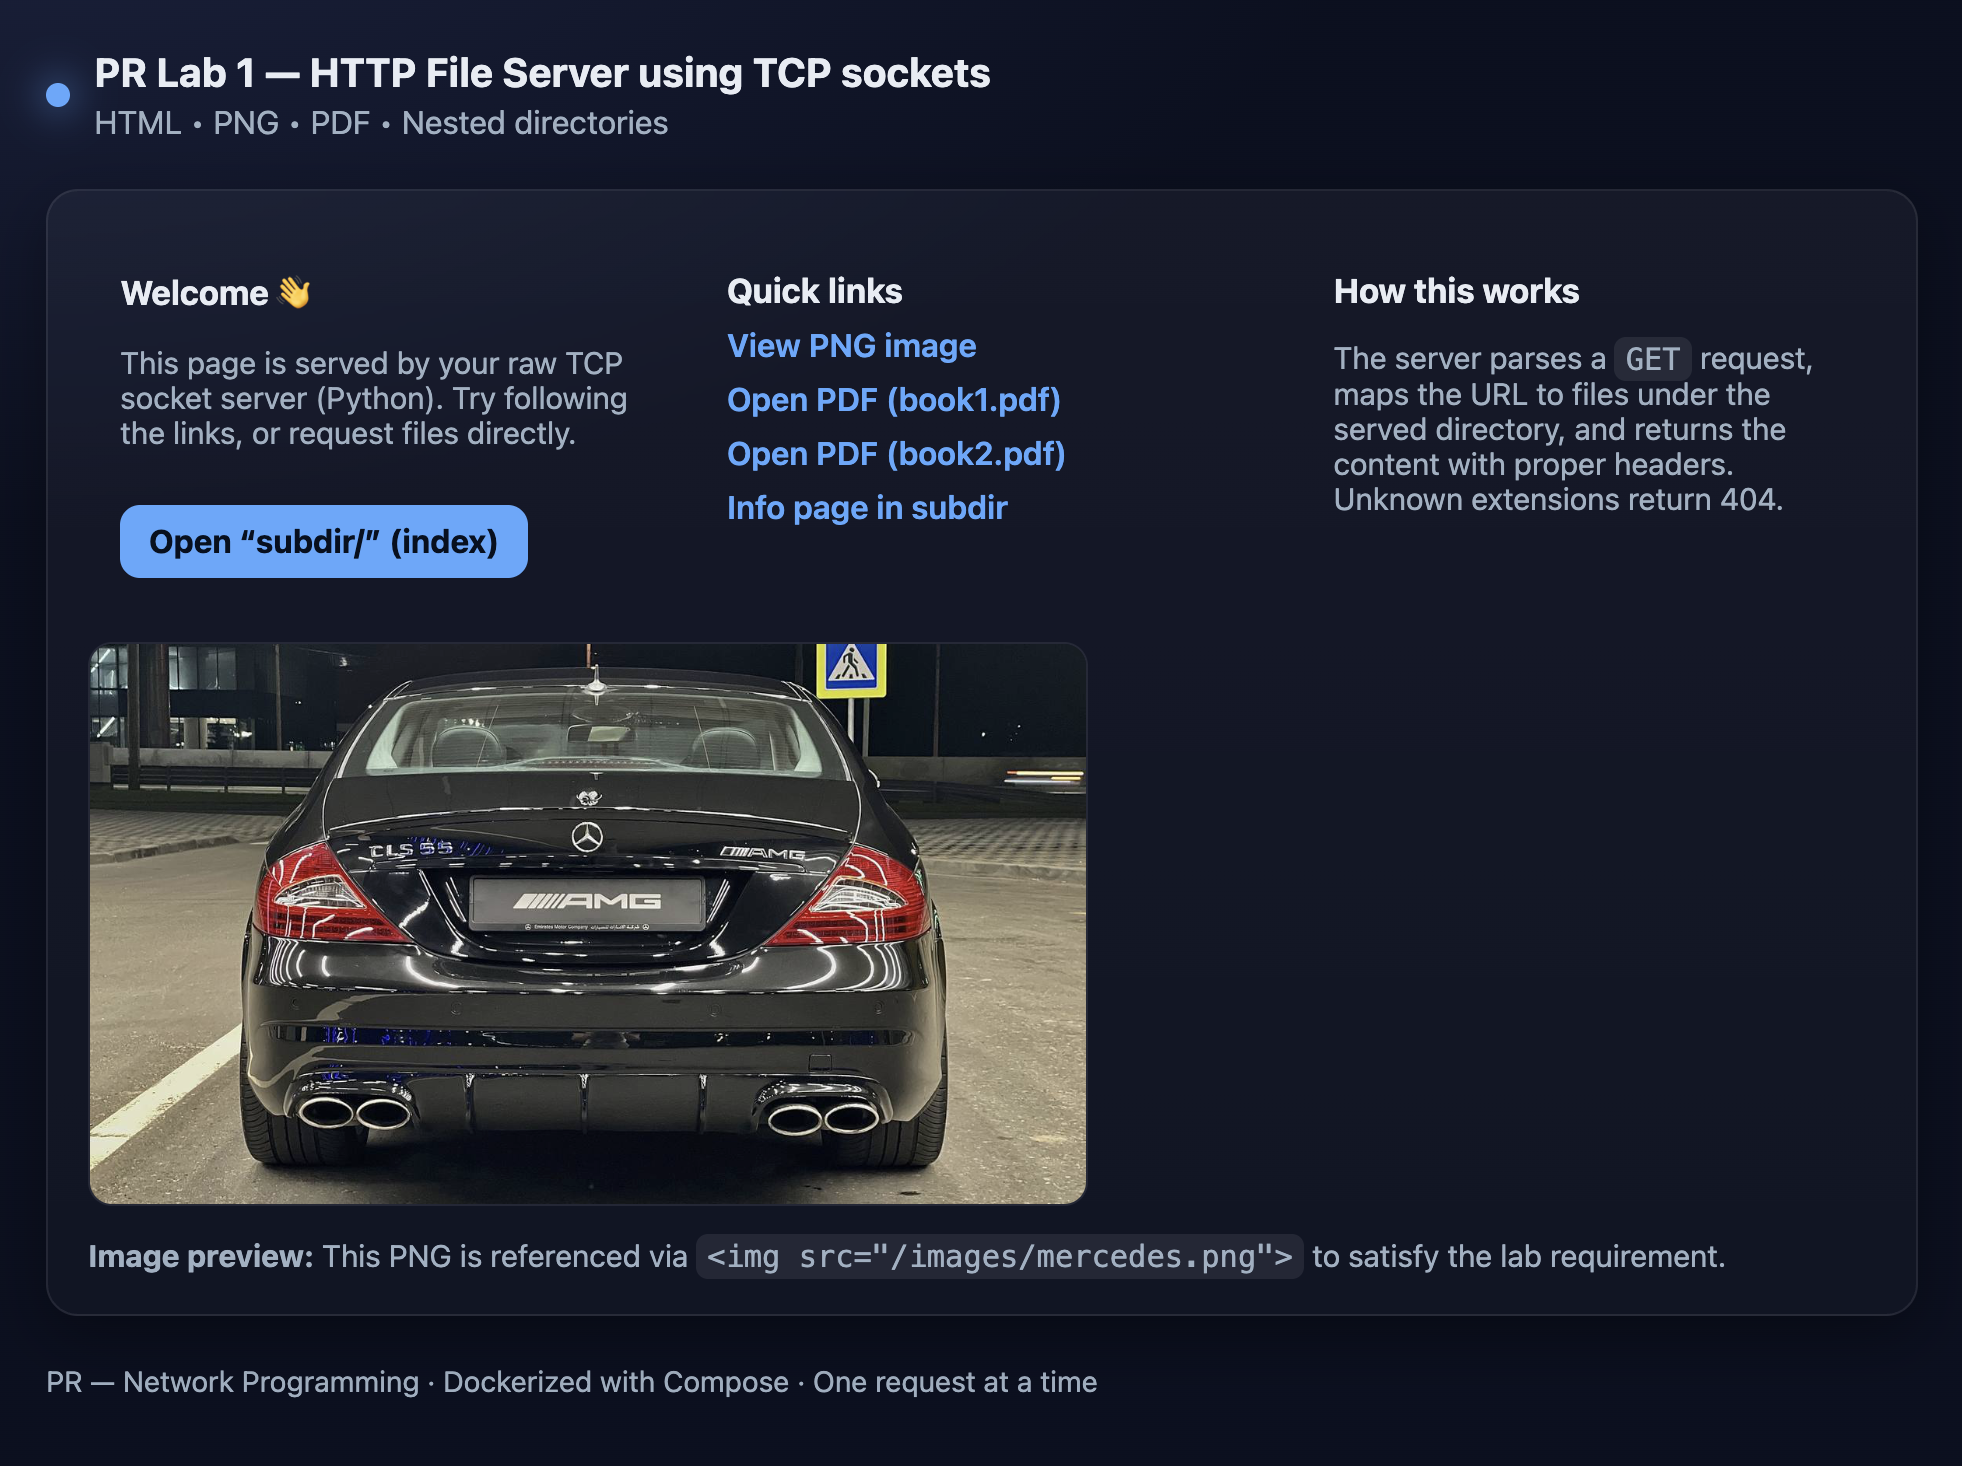 PR Lab 1 — HTTP File Server using TCP sockets
HTML • PNG • PDF • Nested directories
Welcome 👋
This page is served by your raw TCP
socket server (Python). Try following
the links, or request files directly.
Open “subdir/” (index)
Quick links
View PNG image
Open PDF (book1.pdf)
Open PDF (book2.pdf)
Info page in subdir
How this works
The server parses a GET request,
maps the URL to files under the
served directory, and returns the
content with proper headers.
Unknown extensions return 404.
CLS 55
AMG
AMG
Emirates Motor Company
Image preview: This PNG is referenced via <img src="/images/mercedes.png"> to satisfy the lab requirement.
PR — Network Programming · Dockerized with Compose · One request at a time